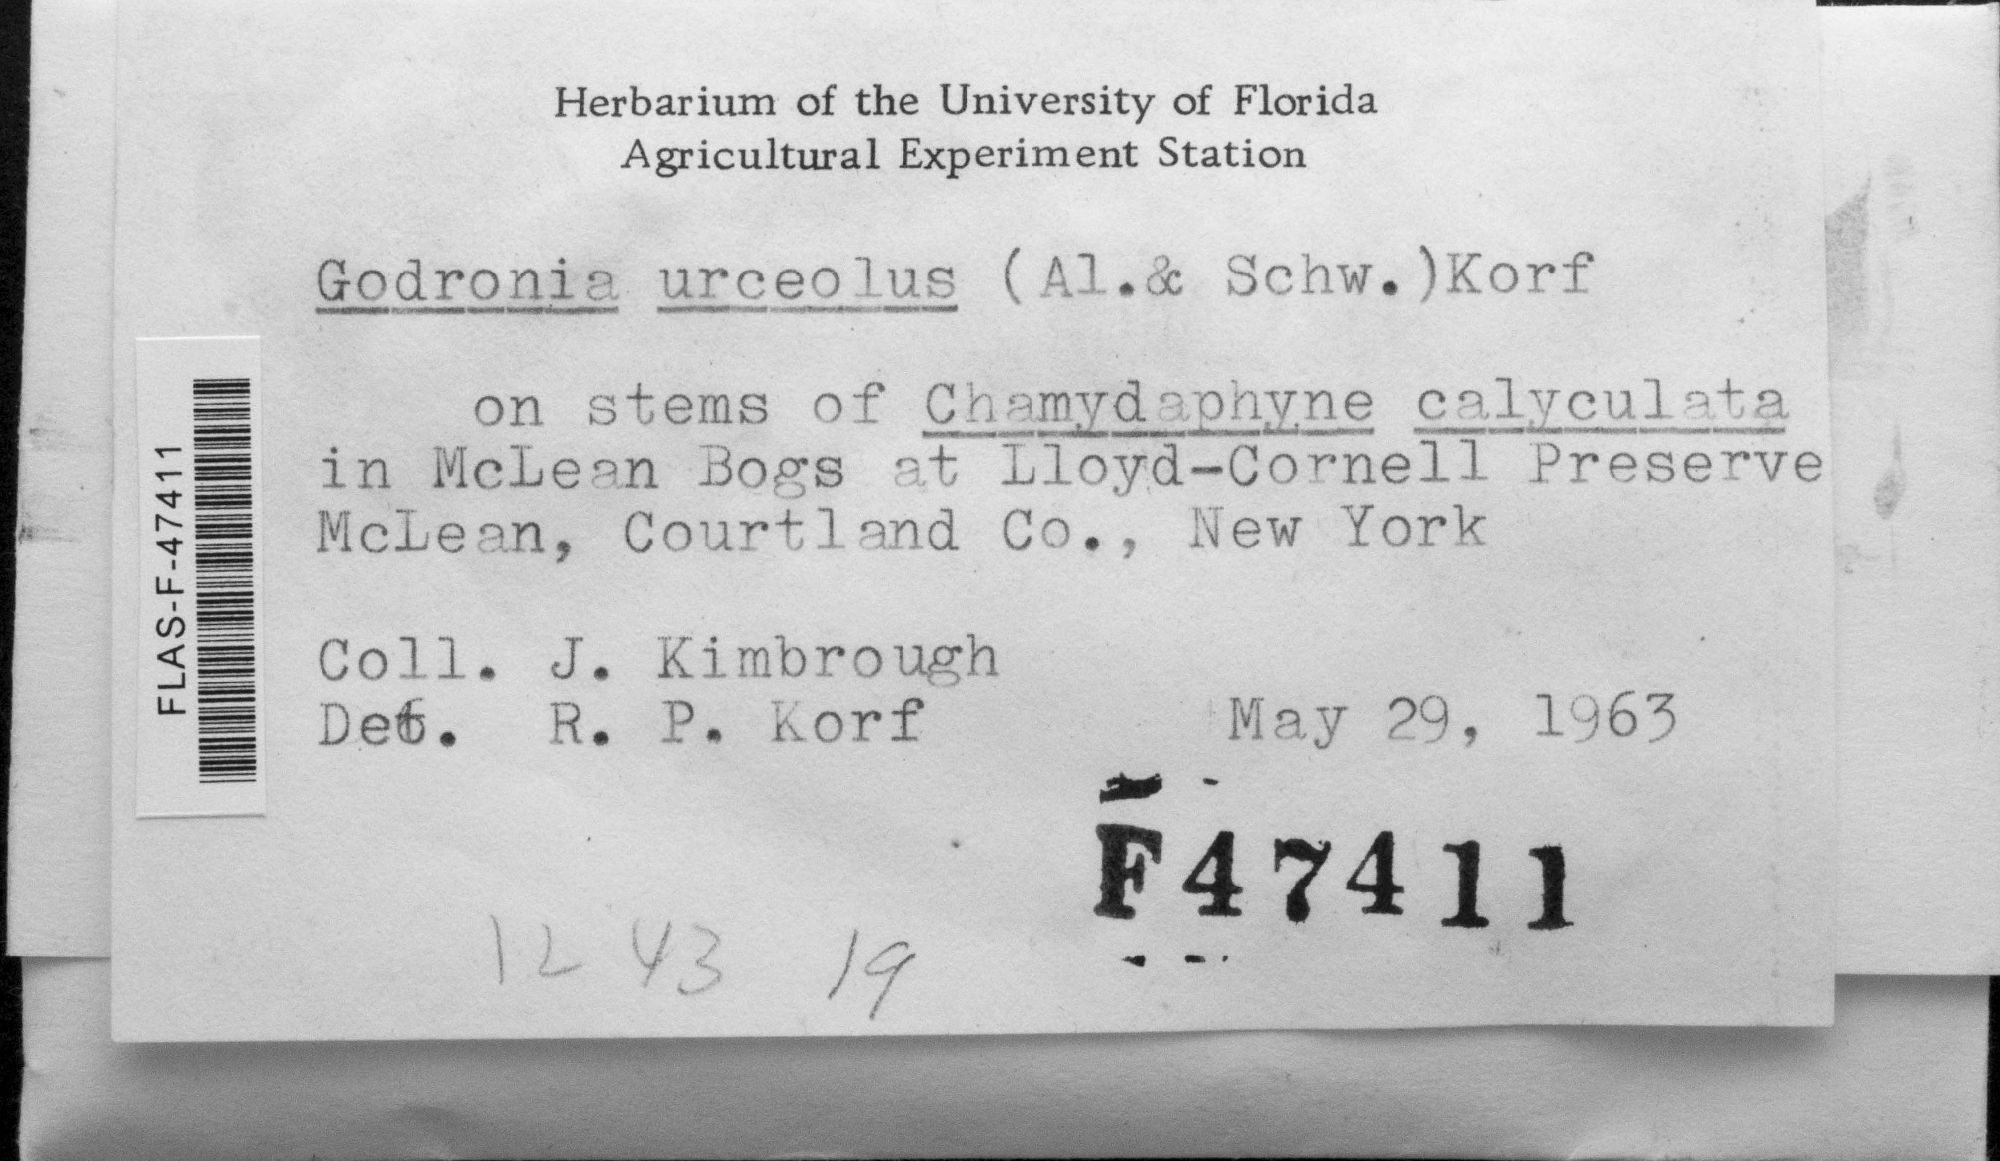 Herbarium of the University of Florida
Agricultural Experiment Station
Godronia urceolus (Al.& Schw.)Korf
on stems of Chamydaphyne calyculata
in McLean Bogs at Lloyd-Cornell Preserve
McLean, Courtland Co., New York
Coll. J. Kimbrough
Det. R. P. Korf May 29, 1963
F47411
12 43 19
FLAS-F-47411